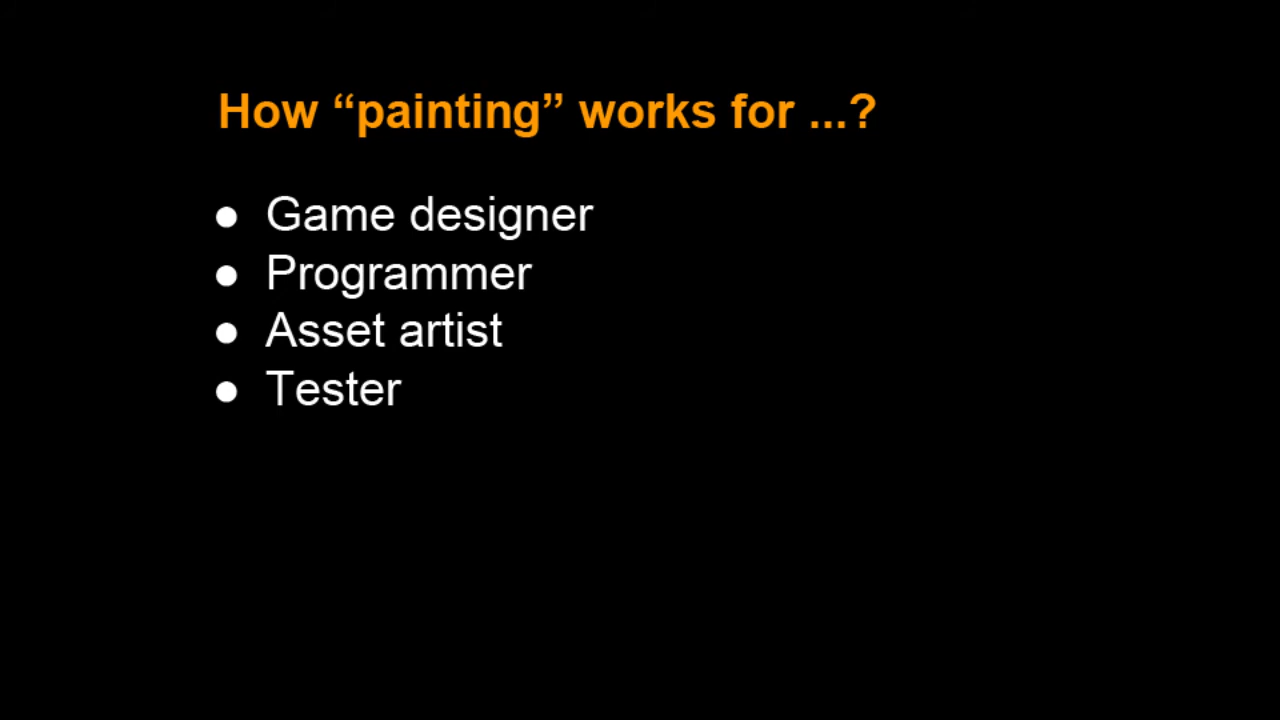 How “painting” works for ...?
● Game designer
● Programmer
● Asset artist
● Tester